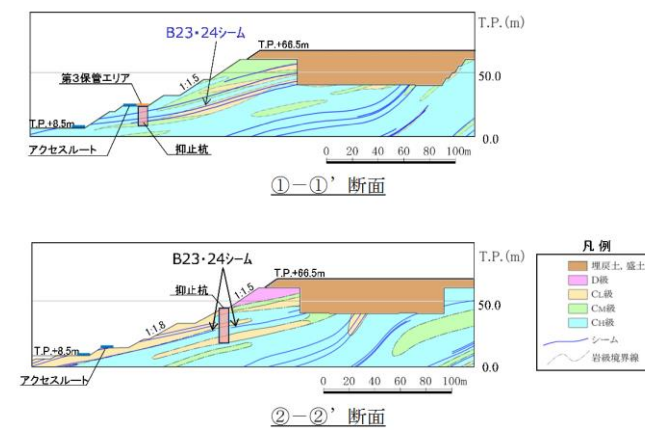 T.P.(m)
B23・24シーム
T.P.+66.5m
第3保管エリア
1:1.5
50.0
T.P.+8.5m
アクセスルート
抑止杭
0.0
0 20 40 60 80 100m
①－①’断面
T.P.(m)
B23・24シーム
T.P.+66.5m
抑止杭
1:1.5
50.0
1:1.8
T.P.+8.5m
アクセスルート
0.0
0 20 40 60 80 100m
②－②’断面
凡例
埋戻土, 盛土
D級
CL級
CM級
CH級
シーム
岩級境界線